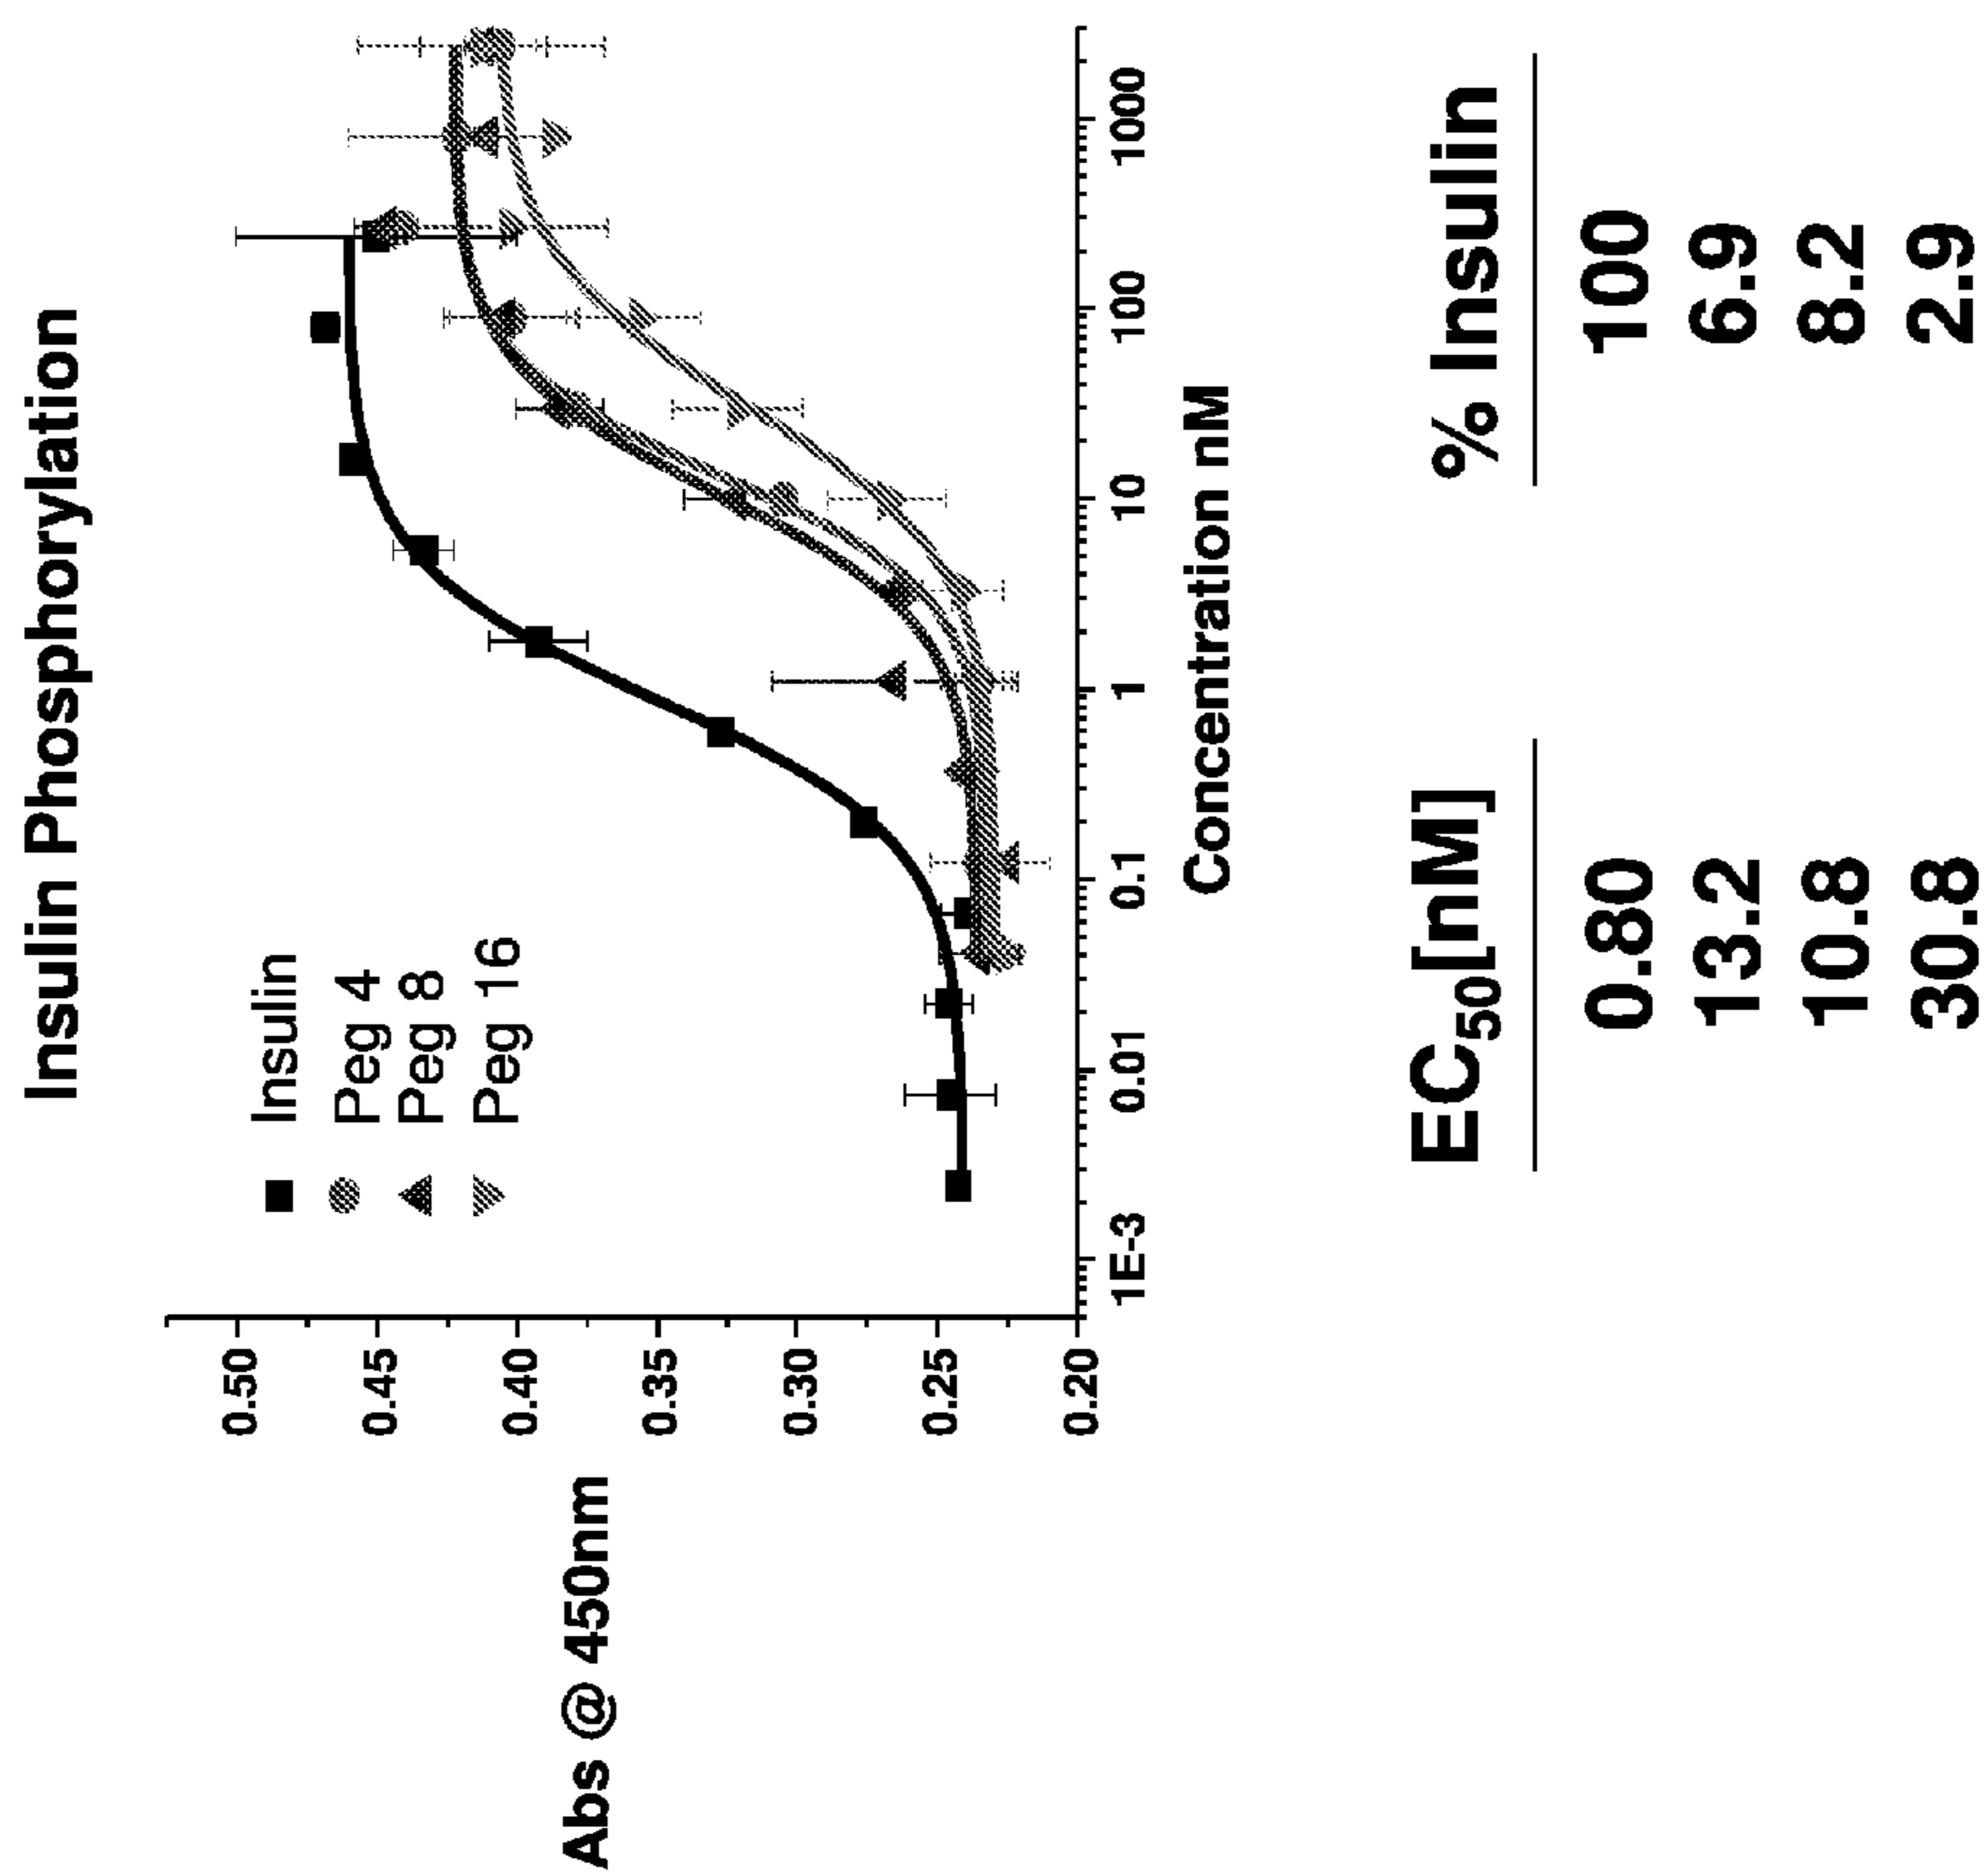 Insulin Phosphorylation
Insulin
Peg 4
Peg 8
Peg 16
Abs @ 450nm
0.50
0.45
0.40
0.35
0.30
0.25
0.20
1E-3 0.01 0.1 1 10 100 1000
Concentration nM
EC50[nM] % Insulin
0.80 100
13.2 6.9
10.8 8.2
30.8 2.9